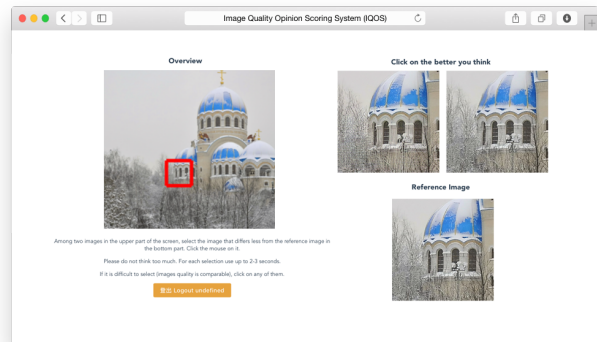 Image Quality Opinion Scoring System (IQOS)
Overview
Click on the better you think
Reference Image
Among two images in the upper part of the screen, select the image that differs less from the reference image in
the bottom part. Click the mouse on it.
Please do not think too much. For each selection use up to 2-3 seconds.
If it is difficult to select (images quality is comparable), click on any of them.
登出 Logout undefined